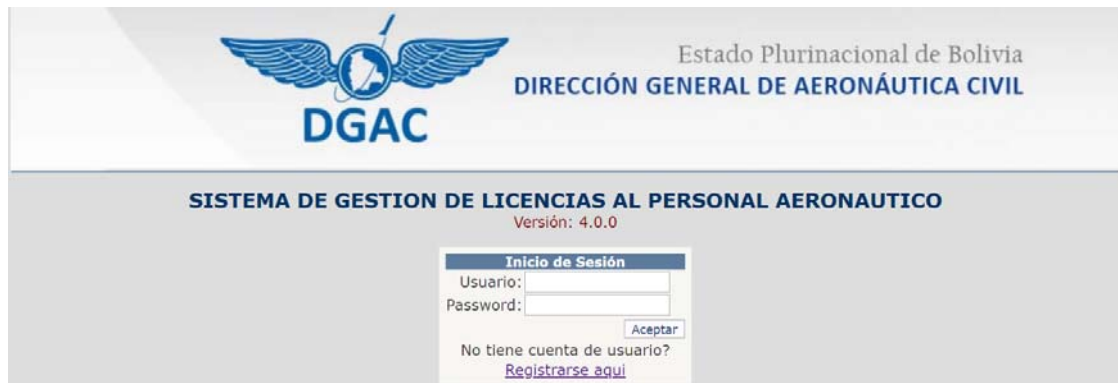 Estado Plurinacional de Bolivia
DIRECCIÓN GENERAL DE AERONÁUTICA CIVIL
DGAC
SISTEMA DE GESTION DE LICENCIAS AL PERSONAL AERONAUTICO
Versión: 4.0.0
Inicio de Sesión
Usuario:
Password:
Aceptar
No tiene cuenta de usuario?
Registrarse aqui